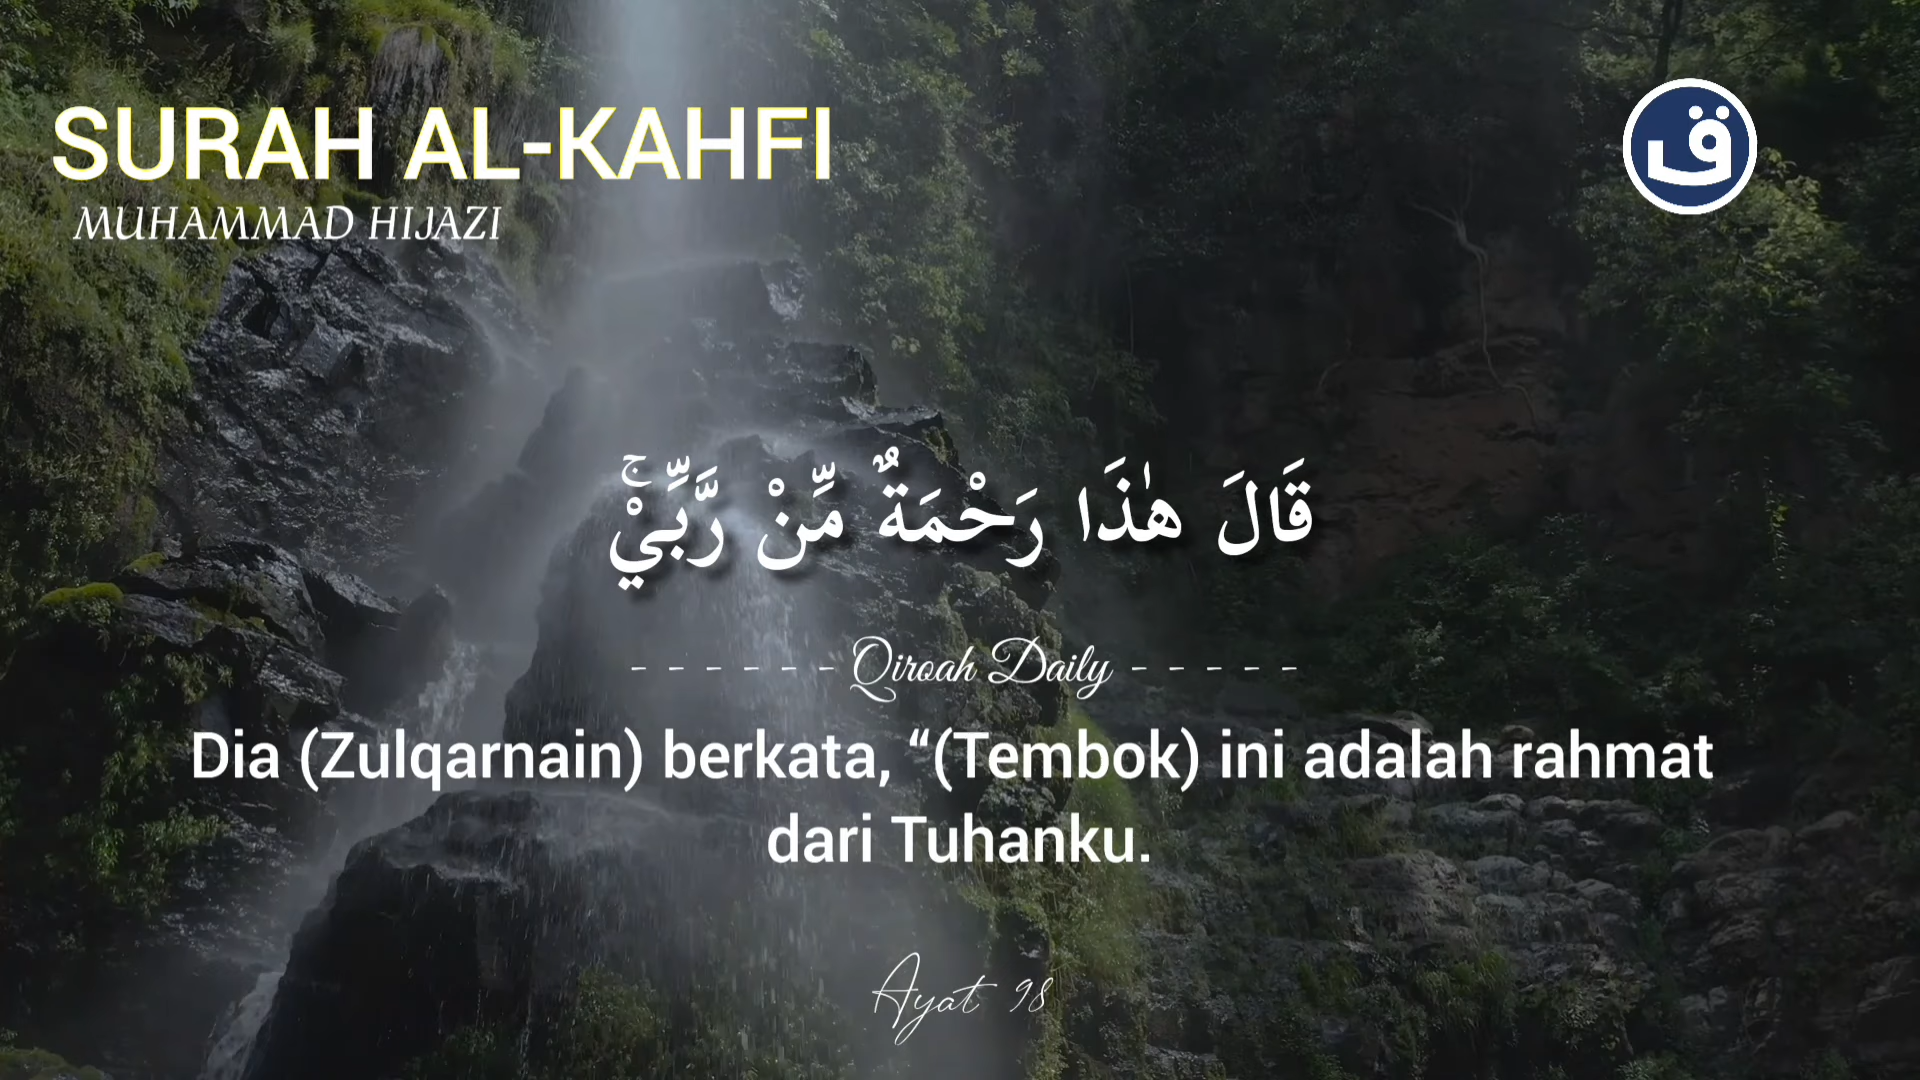 SURAH AL-KAHFI
MUHAMMAD HIJAZI
ق
قَالَ هٰذَا رَحْمَةٌ مِّنْ رَّبِّيْۚ
------ Qiroah Daily -----
Dia (Zulqarnain) berkata, “(Tembok) ini adalah rahmat
dari Tuhanku.
Ayat 98